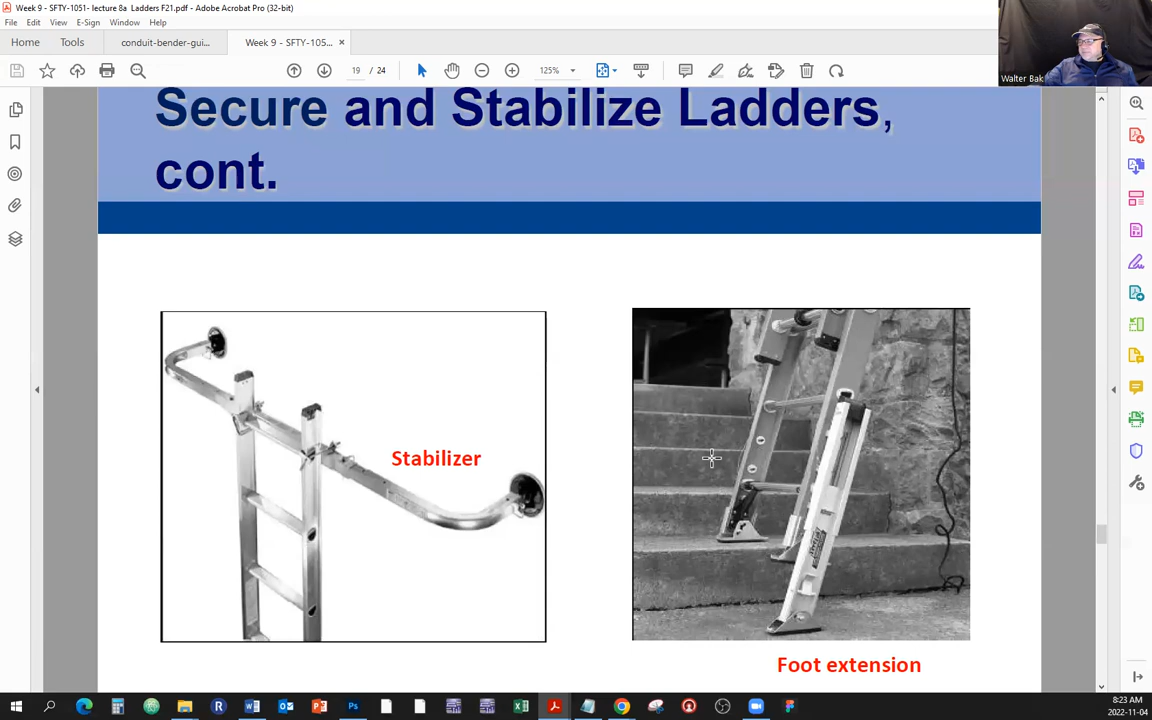 Week 9 - SFTY-1051- lecture 8a  Ladders F21.pdf - Adobe Acrobat Pro (32-bit)
File Edit View E-Sign Window Help
Home Tools conduit-bender-gui... Week 9 - SFTY-105... ×
19 / 24 125%
Walter Bak
Secure and Stabilize Ladders,
cont.
Stabilizer
Foot extension
8:23 AM
2022-11-04